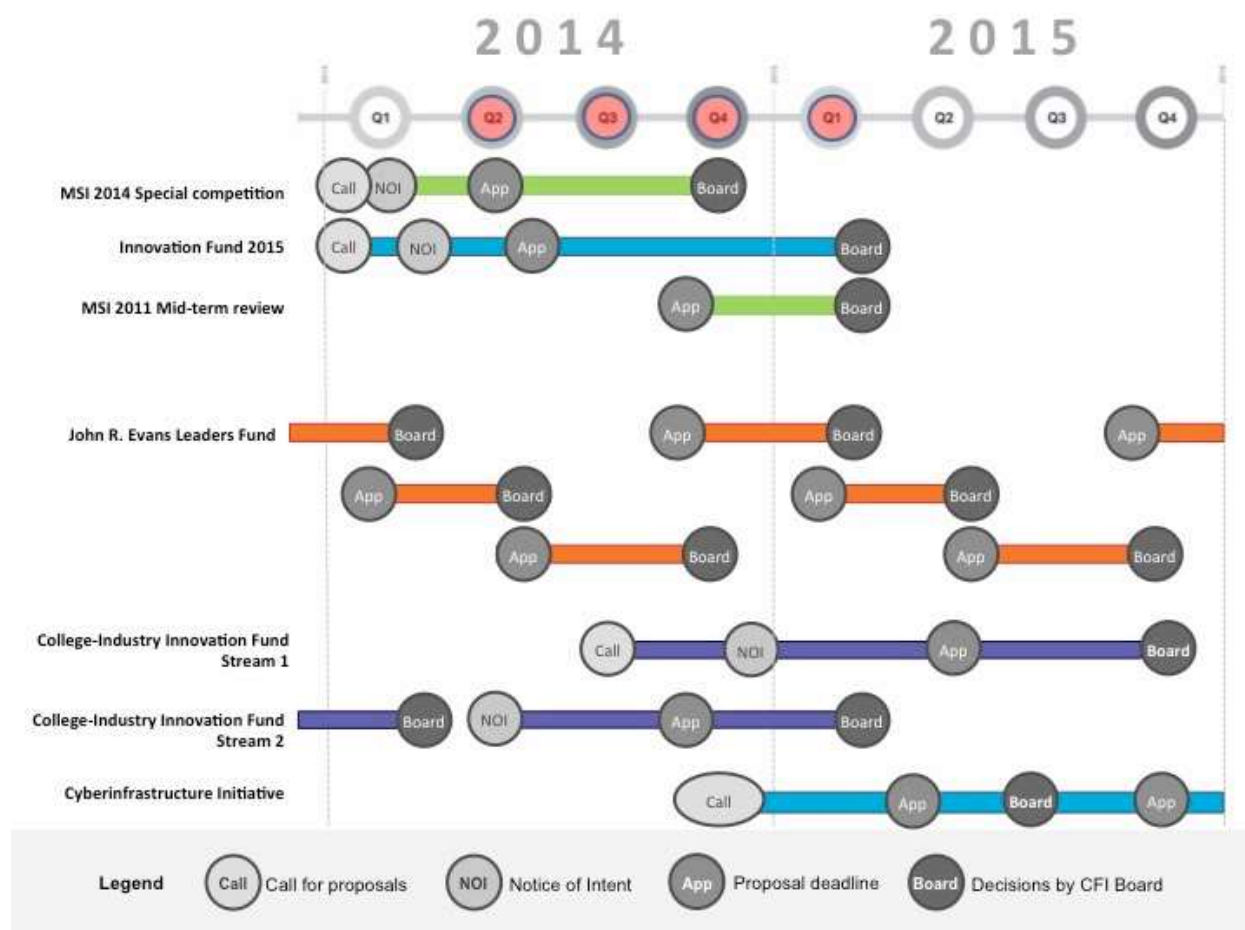 2014 2015
Q1 Q2 Q3 Q4 Q1 Q2 Q3 Q4
MSI 2014 Special competition Call NOI App Board
Innovation Fund 2015 Call NOI App Board
MSI 2011 Mid-term review App Board
John R. Evans Leaders Fund Board App Board App
App Board App Board
App Board App Board
College-Industry Innovation Fund
Stream 1 Call NOI App Board
College-Industry Innovation Fund
Stream 2 Board NOI App Board
Cyberinfrastructure Initiative Call App Board App
Legend Call Call for proposals NOI Notice of Intent App Proposal deadline Board Decisions by CFI Board